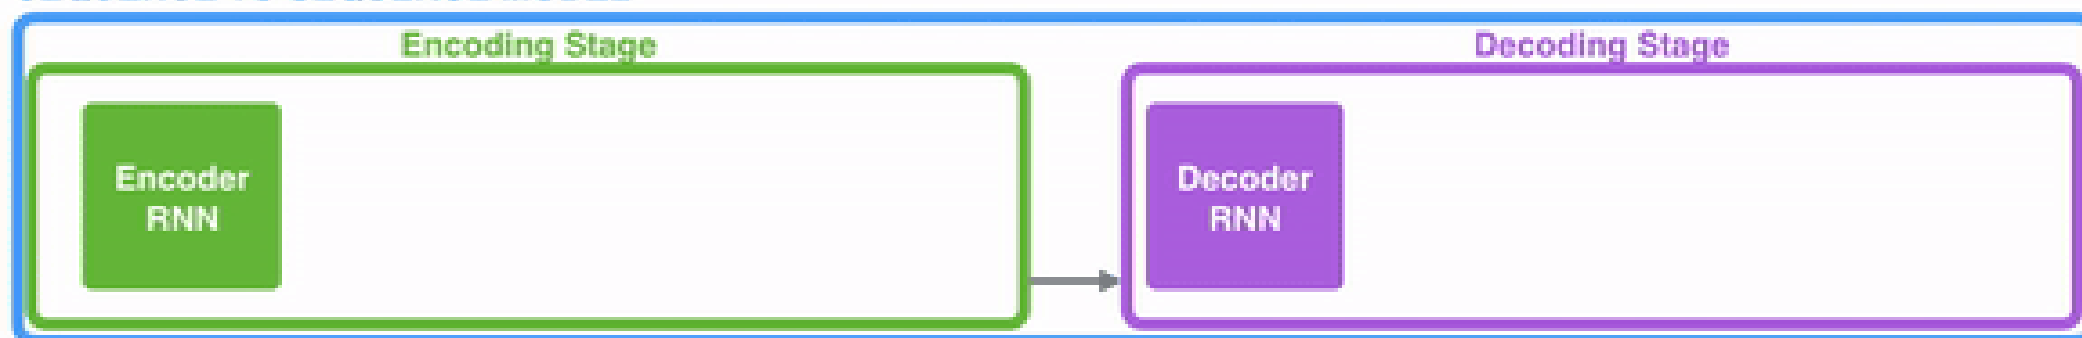 Encoding Stage
Decoding Stage
Encoder
RNN
Decoder
RNN